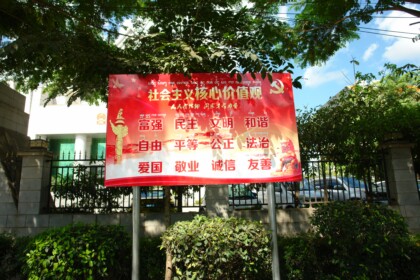 社会主义核心价值观
富强 民主 文明 和谐
自由 平等 公正 法治
爱国 敬业 诚信 友善